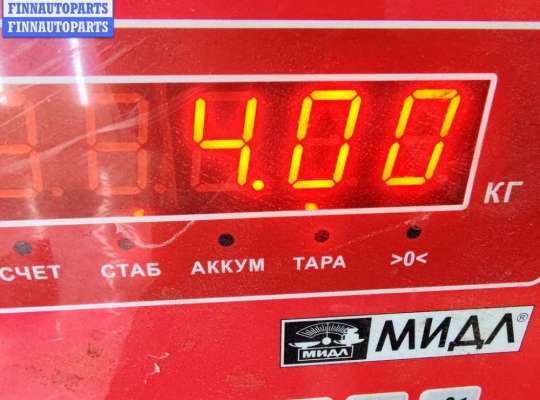 FINNAUTOPARTS
FINNAUTOPARTS
4.00
КГ
СЧЕТ СТАБ АККУМ ТАРА >0<
МИДЛ МИДЛ®